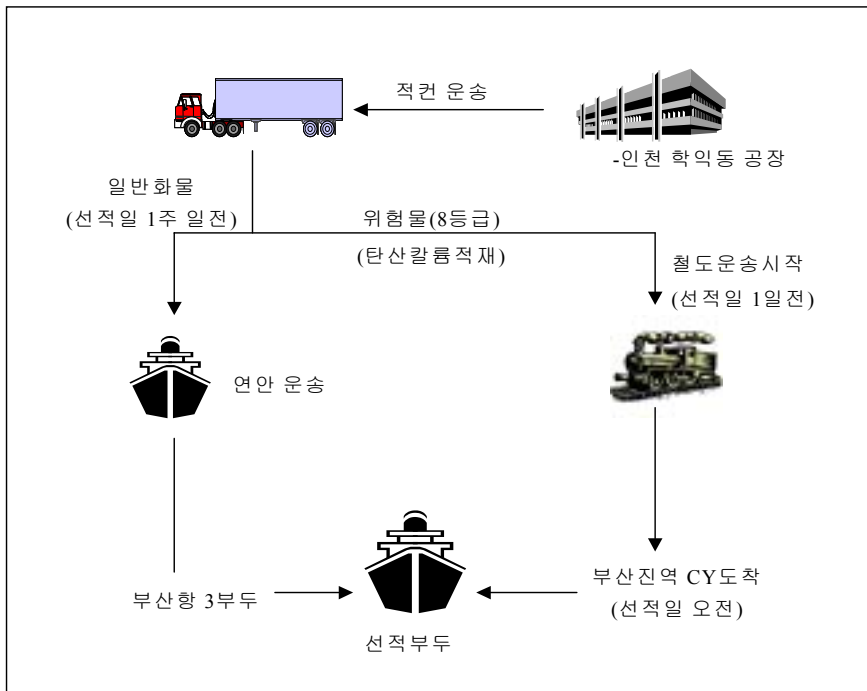 적컨 운송
-인천 학익동 공장
일반화물
(선적일 1주 일전)
위험물(8등급)
(탄산칼륨적재)
철도운송시작
(선적일 1일전)
연안 운송
부산항 3부두
선적부두
부산진역 CY도착
(선적일 오전)